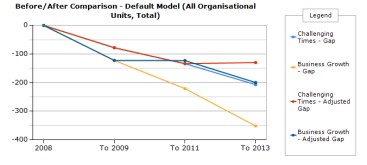 Before/After Comparison - Default Model (All Organisational
Units, Total)
0
-100
-200
-300
-400
2008
To 2009
To 2011
To 2013
Legend
Challenging
Times - Gap
Business Growth -
Gap
Challenging
Times - Adjusted
Gap
Business Growth
- Adjusted Gap